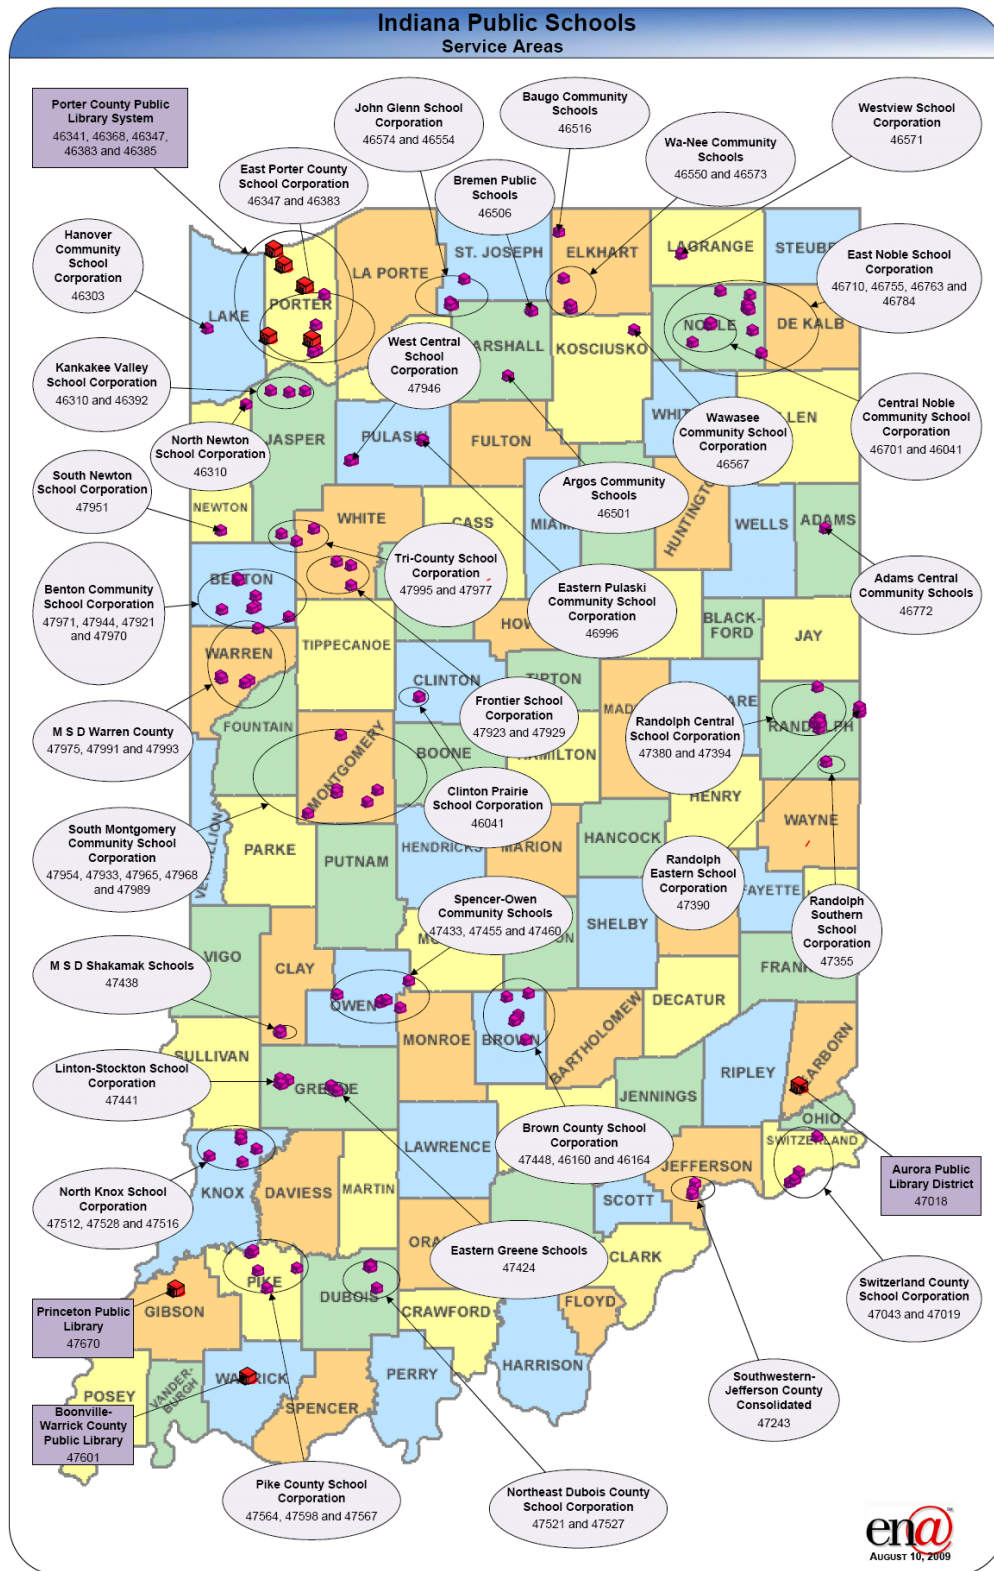 Indiana Public Schools
Service Areas
Porter County Public
Library System
46341, 46368, 46347,
46383 and 46385
John Glenn School
Corporation
46574 and 46554
Baugo Community
Schools
46516
Westview School
Corporation
46571
Wa-Nee Community
Schools
46550 and 46573
East Porter County
School Corporation
46347 and 46383
Bremen Public
Schools
46506
Hanover
Community
School
Corporation
46303
East Noble School
Corporation
46710, 46755, 46763 and
46784
ST. JOSEPH
ELKHART
LAGRANGE
LA PORTE
LAKE
PORTER
NOBLE
DE KALB
KOSCIUSKO
West Central
School
Corporation
47946
Kankakee Valley
School Corporation
46310 and 46392
Central Noble
Community School
Corporation
46701 and 46041
Wawasee
Community School
Corporation
46567
North Newton
School Corporation
46310
JASPER
PULASKI
FULTON
South Newton
School Corporation
47951
Argos Community
Schools
46501
NEWTON
WHITE
CASS
HUNTINGTON
WELLS
ADAMS
Tri-County School
Corporation
47995 and 47977
Benton Community
School Corporation
47971, 47944, 47921
and 47970
BENTON
Eastern Pulaski
Community School
Corporation
46996
Adams Central
Community Schools
46772
BLACK-
FORD
JAY
TIPPECANOE
WARREN
CLINTON
TIPTON
M S D Warren County
47975, 47991 and 47993
FOUNTAIN
Frontier School
Corporation
47923 and 47929
Randolph Central
School Corporation
47380 and 47394
RANDOLPH
MONTGOMERY
BOONE
HAMILTON
Clinton Prairie
School Corporation
46041
HENRY
WAYNE
South Montgomery
Community School
Corporation
47954, 47933, 47965, 47968
and 47989
PARKE
PUTNAM
HENDRICKS
MARION
HANCOCK
Randolph
Eastern School
Corporation
47390
FAYETTE
Randolph
Southern
School
Corporation
47355
Spencer-Owen
Community Schools
47433, 47455 and 47460
SHELBY
VIGO
CLAY
M S D Shakamak Schools
47438
OWEN
MONROE
BROWN
BARTHOLOMEW
DECATUR
SULLIVAN
RIPLEY
Linton-Stockton School
Corporation
47441
GREENE
JENNINGS
OHIO
LAWRENCE
Brown County School
Corporation
47448, 46160 and 46164
SWITZERLAND
JEFFERSON
Aurora Public
Library District
47018
North Knox School
Corporation
47512, 47528 and 47516
KNOX
DAVIESS
MARTIN
SCOTT
Eastern Greene Schools
47424
CLARK
PIKE
DUBOIS
Switzerland County
School Corporation
47043 and 47019
Princeton Public
Library
47670
GIBSON
CRAWFORD
FLOYD
HARRISON
PERRY
WARRICK
Southwestern-
Jefferson County
Consolidated
47243
POSEY
VANDER-
BURGH
SPENCER
Boonville-
Warrick County
Public Library
47601
Pike County School
Corporation
47564, 47598 and 47567
Northeast Dubois County
School Corporation
47521 and 47527
en@
AUGUST 10, 2009